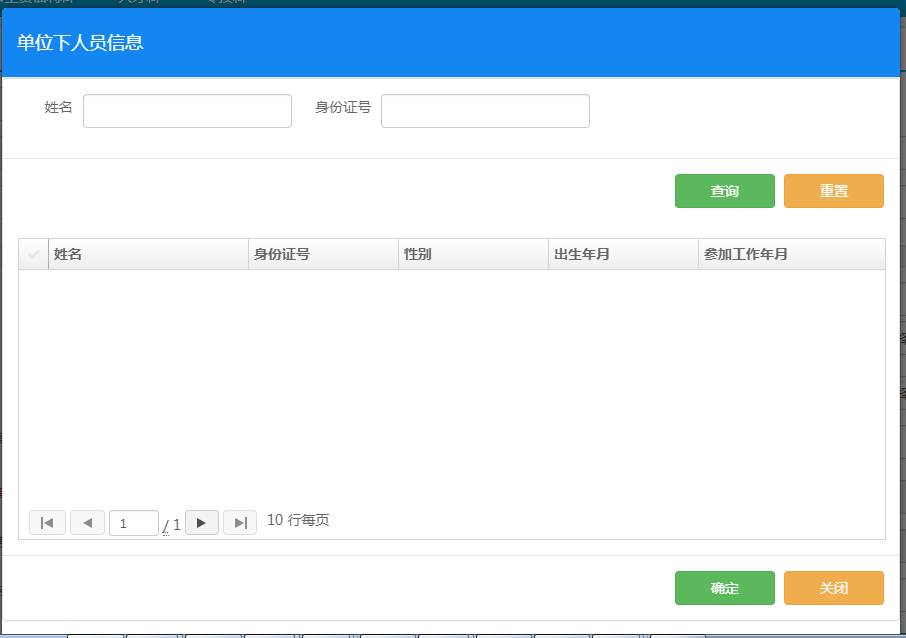 单位下人员信息
姓名 身份证号
查询 重置
姓名 身份证号 性别 出生年月 参加工作年月
1 / 1 10 行每页
确定 关闭